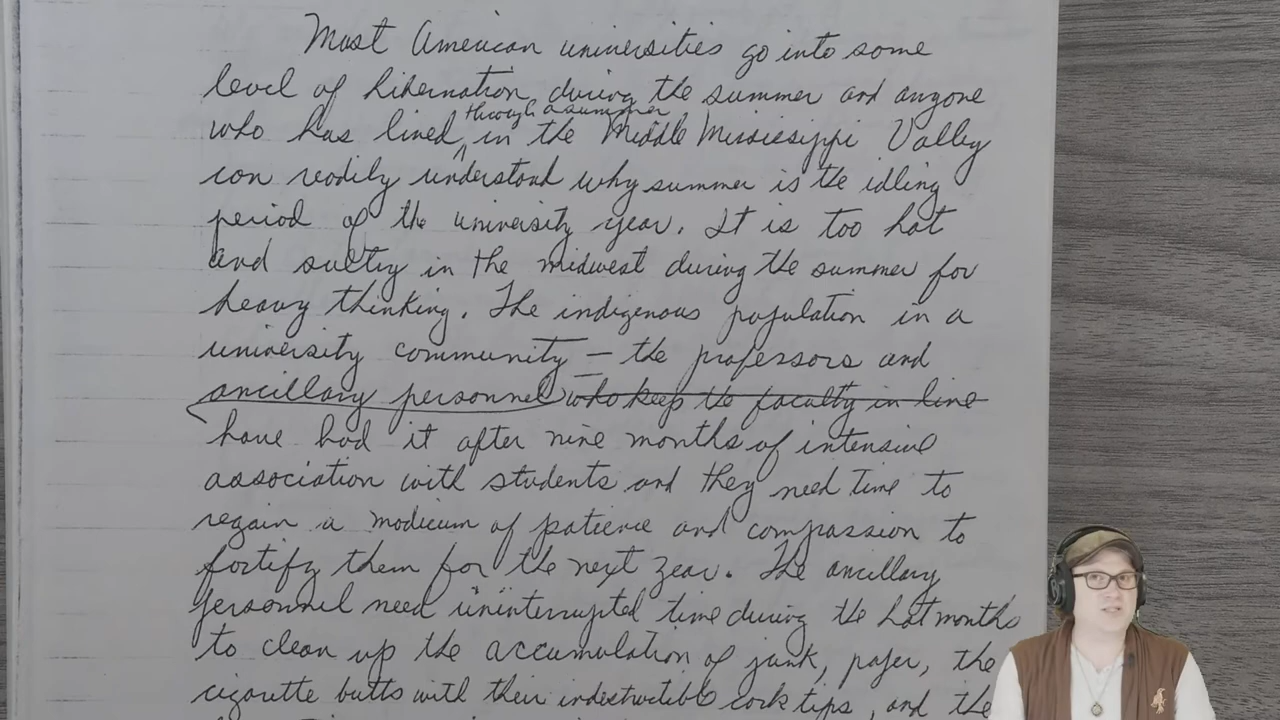 Most American universities go into some
level of hibernation during the summer and anyone
through a summer
who has lived in the Middle Mississippi Valley
can readily understand why summer is the idling
period of the university year. It is too hot
and sultry in the midwest during the summer for
heavy thinking. The indigenous population in a
university community — the professors and
ancillary personnel who keep the faculty in line
have had it after nine months of intensive
association with students and they need time to
regain a modicum of patience and compassion to
fortify them for the next year. The ancillary
personnel need uninterrupted time during the hot months
to clean up the accumulation of junk, paper, the
cigarette butts with their indestructible cork tips, and the